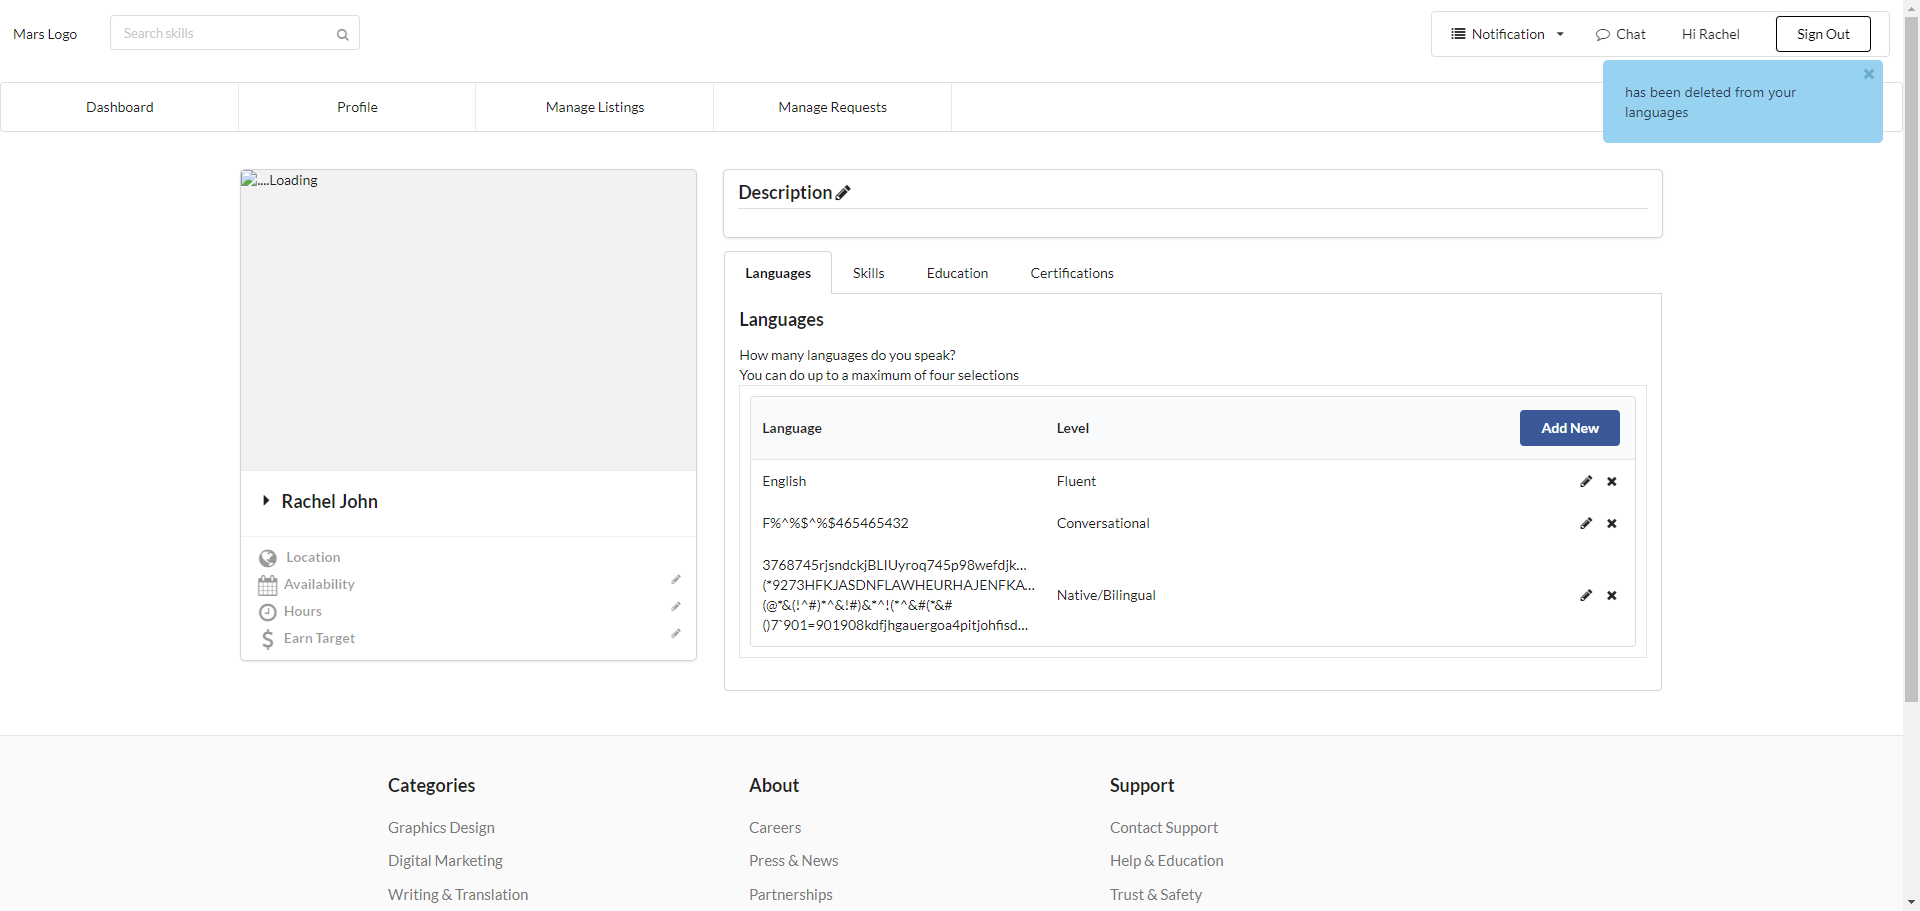 Mars Logo
Search skills
Notification
Chat
Hi Rachel
Sign Out
has been deleted from your
languages
Dashboard
Profile
Manage Listings
Manage Requests
....Loading
Rachel John
Location
Availability
Hours
Earn Target
Description
Languages
Skills
Education
Certifications
Languages
How many languages do you speak?
You can do up to a maximum of four selections
Language
Level
Add New
English
Fluent
F%^%$^%$465465432
Conversational
3768745rjsndckjBLIUyroq745p98wefdjk...
(*9273HFKJASDNFLAWHEURHAJENFKA...
(@*&(!^#)*^&!#)&*^!(*^&#(*&#
()7`901=901908kdfjhgauergoa4pitjohfisd...
Native/Bilingual
Categories
Graphics Design
Digital Marketing
Writing & Translation
About
Careers
Press & News
Partnerships
Support
Contact Support
Help & Education
Trust & Safety